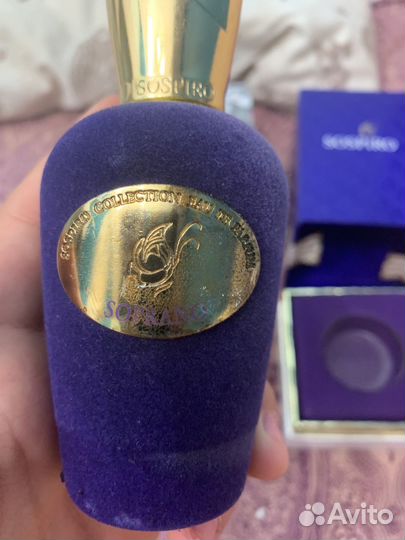 SOSPIRO
SOSPIRO COLLECTION EAU DE PARFUM
SOPRANO
SOSPIRO
Avito